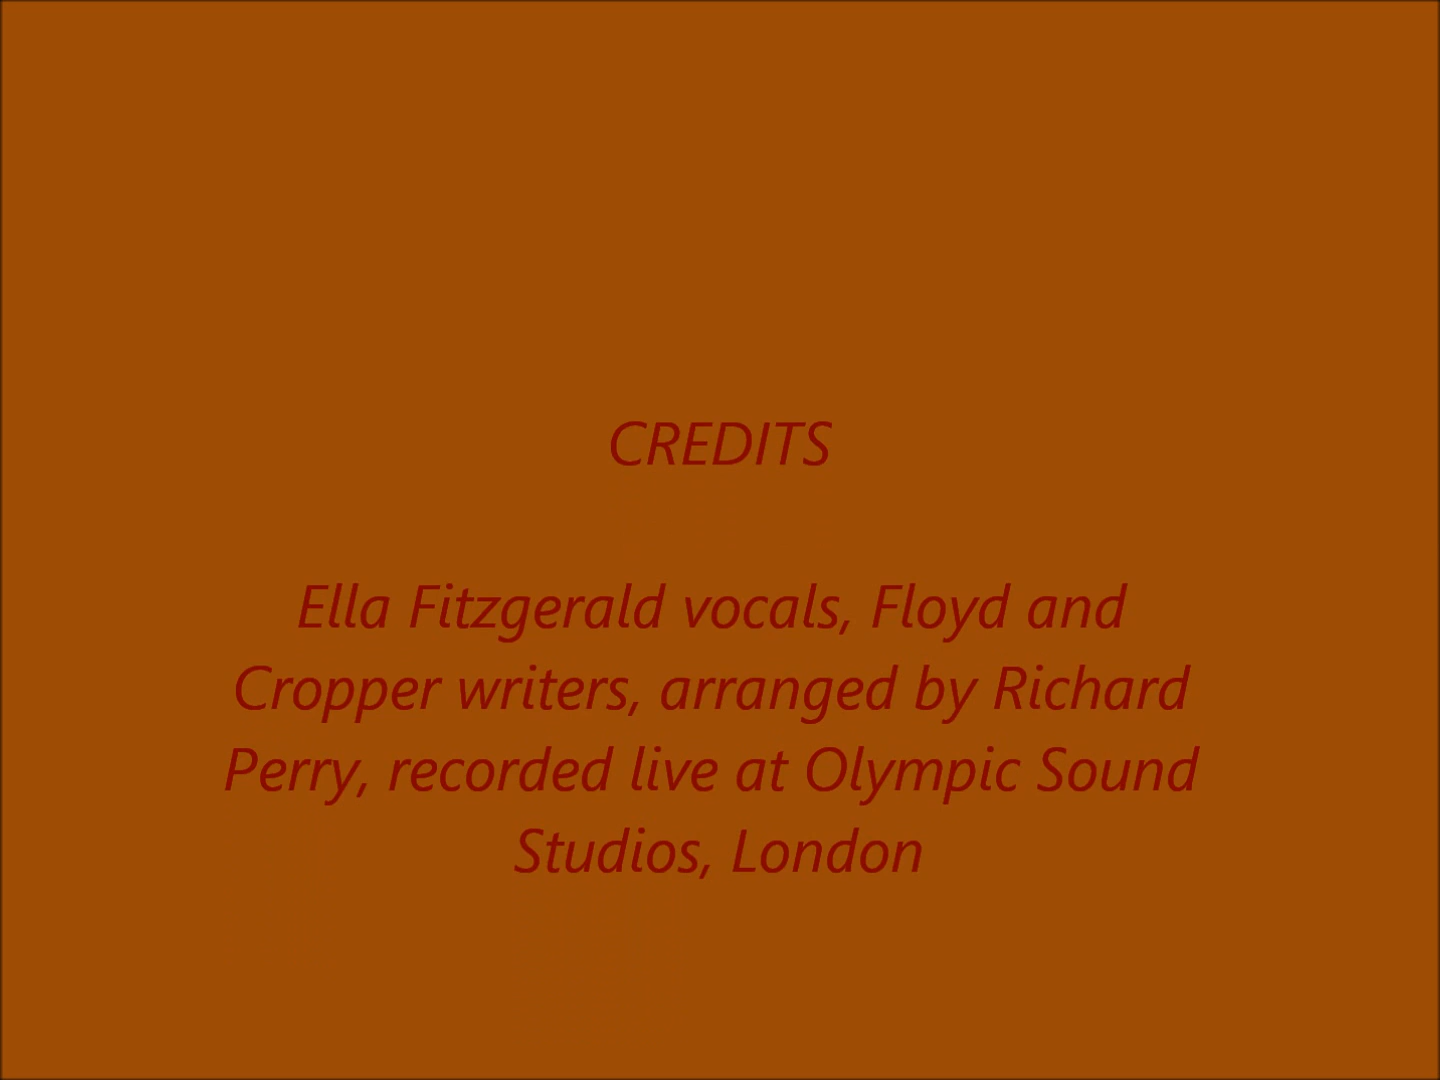 CREDITS
Ella Fitzgerald vocals, Floyd and
Cropper writers, arranged by Richard
Perry, recorded live at Olympic Sound
Studios, London